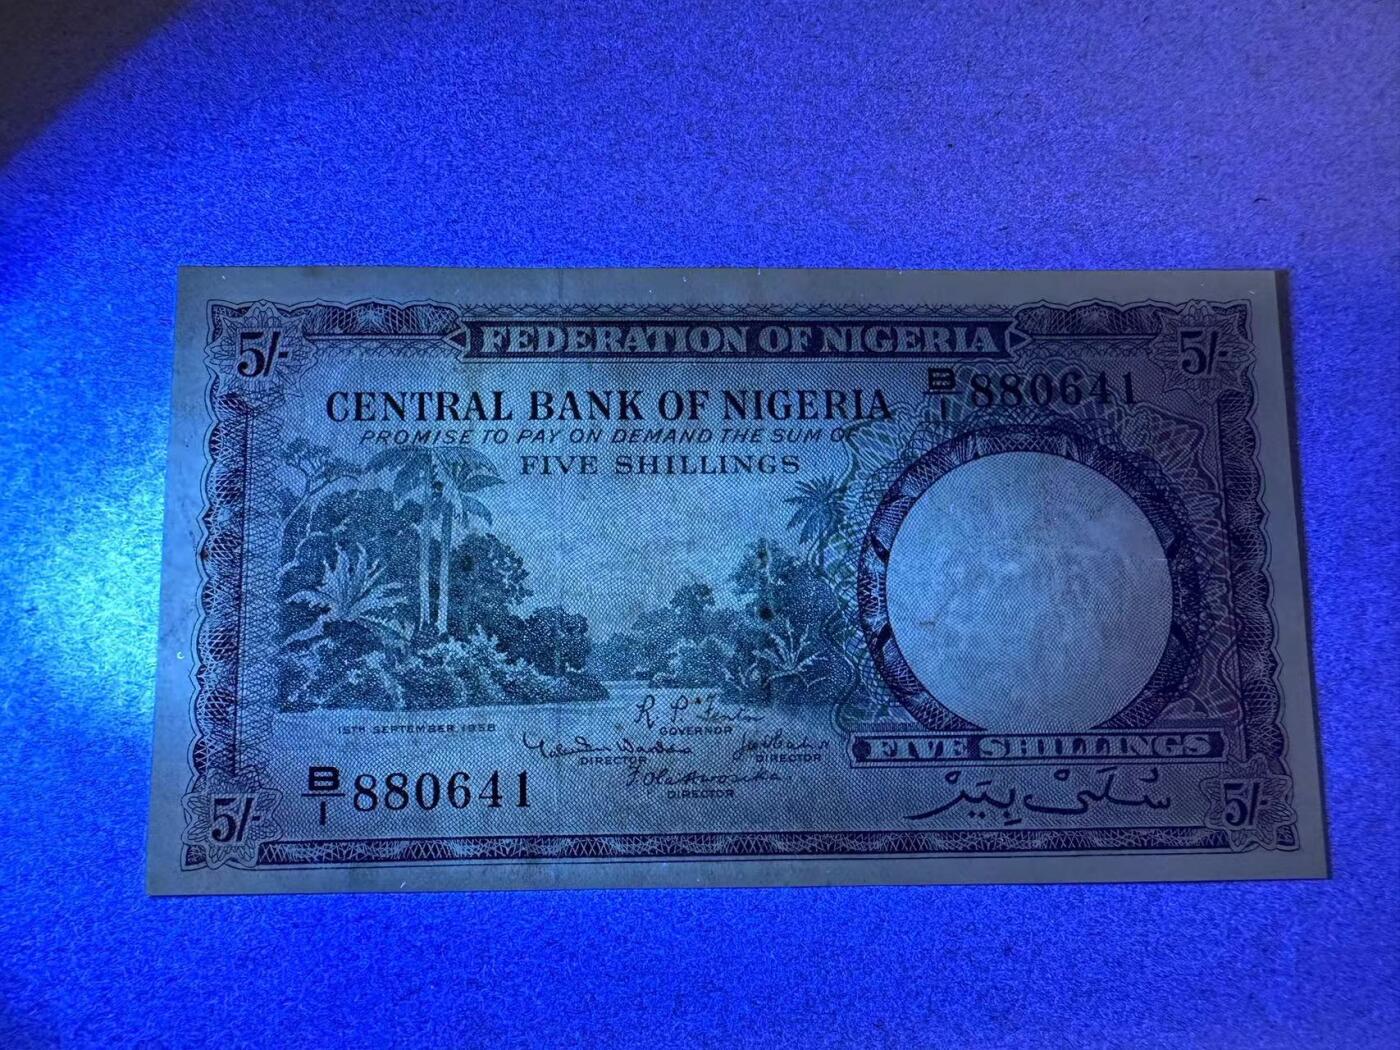 FEDERATION OF NIGERIA
5/-
5/-
B/1 880641
CENTRAL BANK OF NIGERIA
PROMISE TO PAY ON DEMAND THE SUM OF
FIVE SHILLINGS
15TH SEPTEMBER, 1958
GOVERNOR
DIRECTOR
DIRECTOR
DIRECTOR
FIVE SHILLINGS
B/1 880641
سُلَىْ بِيَيَرْ
5/-
5/-